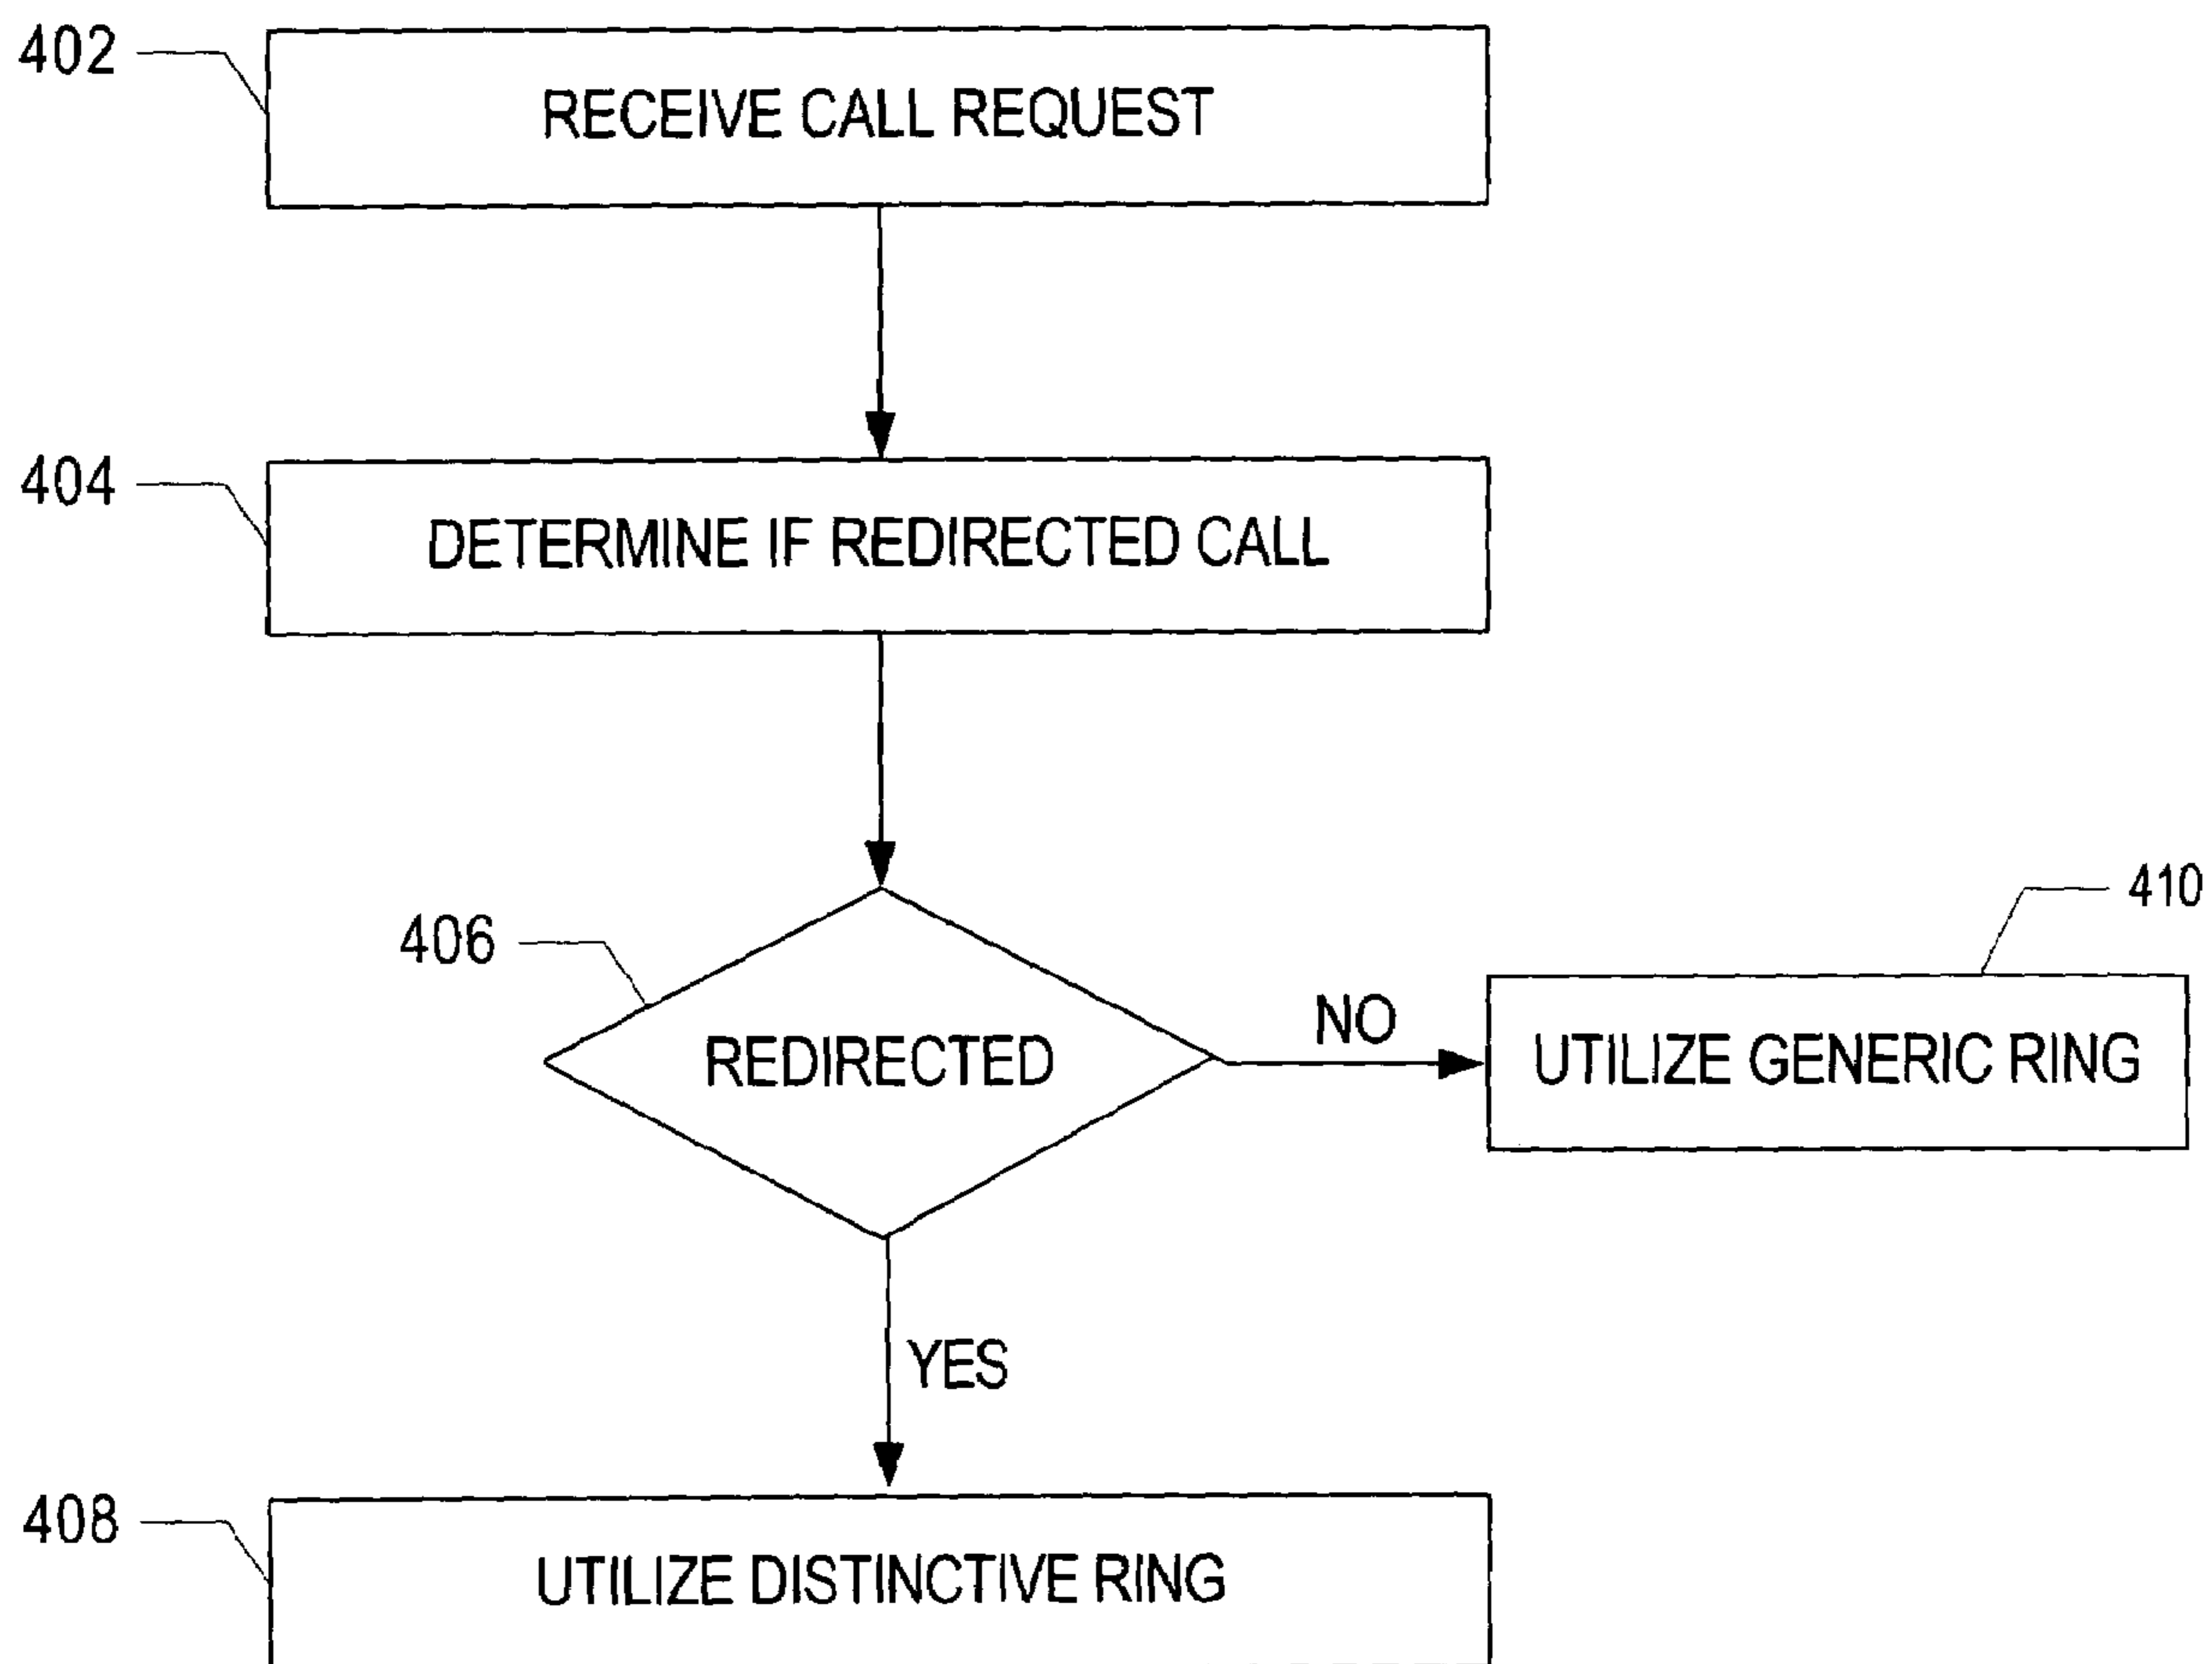 402
RECEIVE CALL REQUEST
404
DETERMINE IF REDIRECTED CALL
406
REDIRECTED
NO
410
UTILIZE GENERIC RING
YES
408
UTILIZE DISTINCTIVE RING